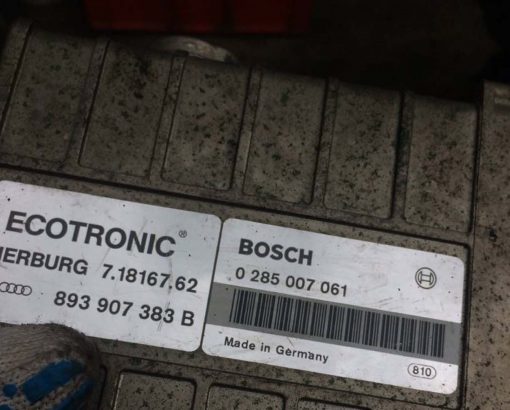 ECOTRONIC®
IERBURG 7.18167.62
893 907 383 B
BOSCH
0 285 007 061
Made in Germany
810